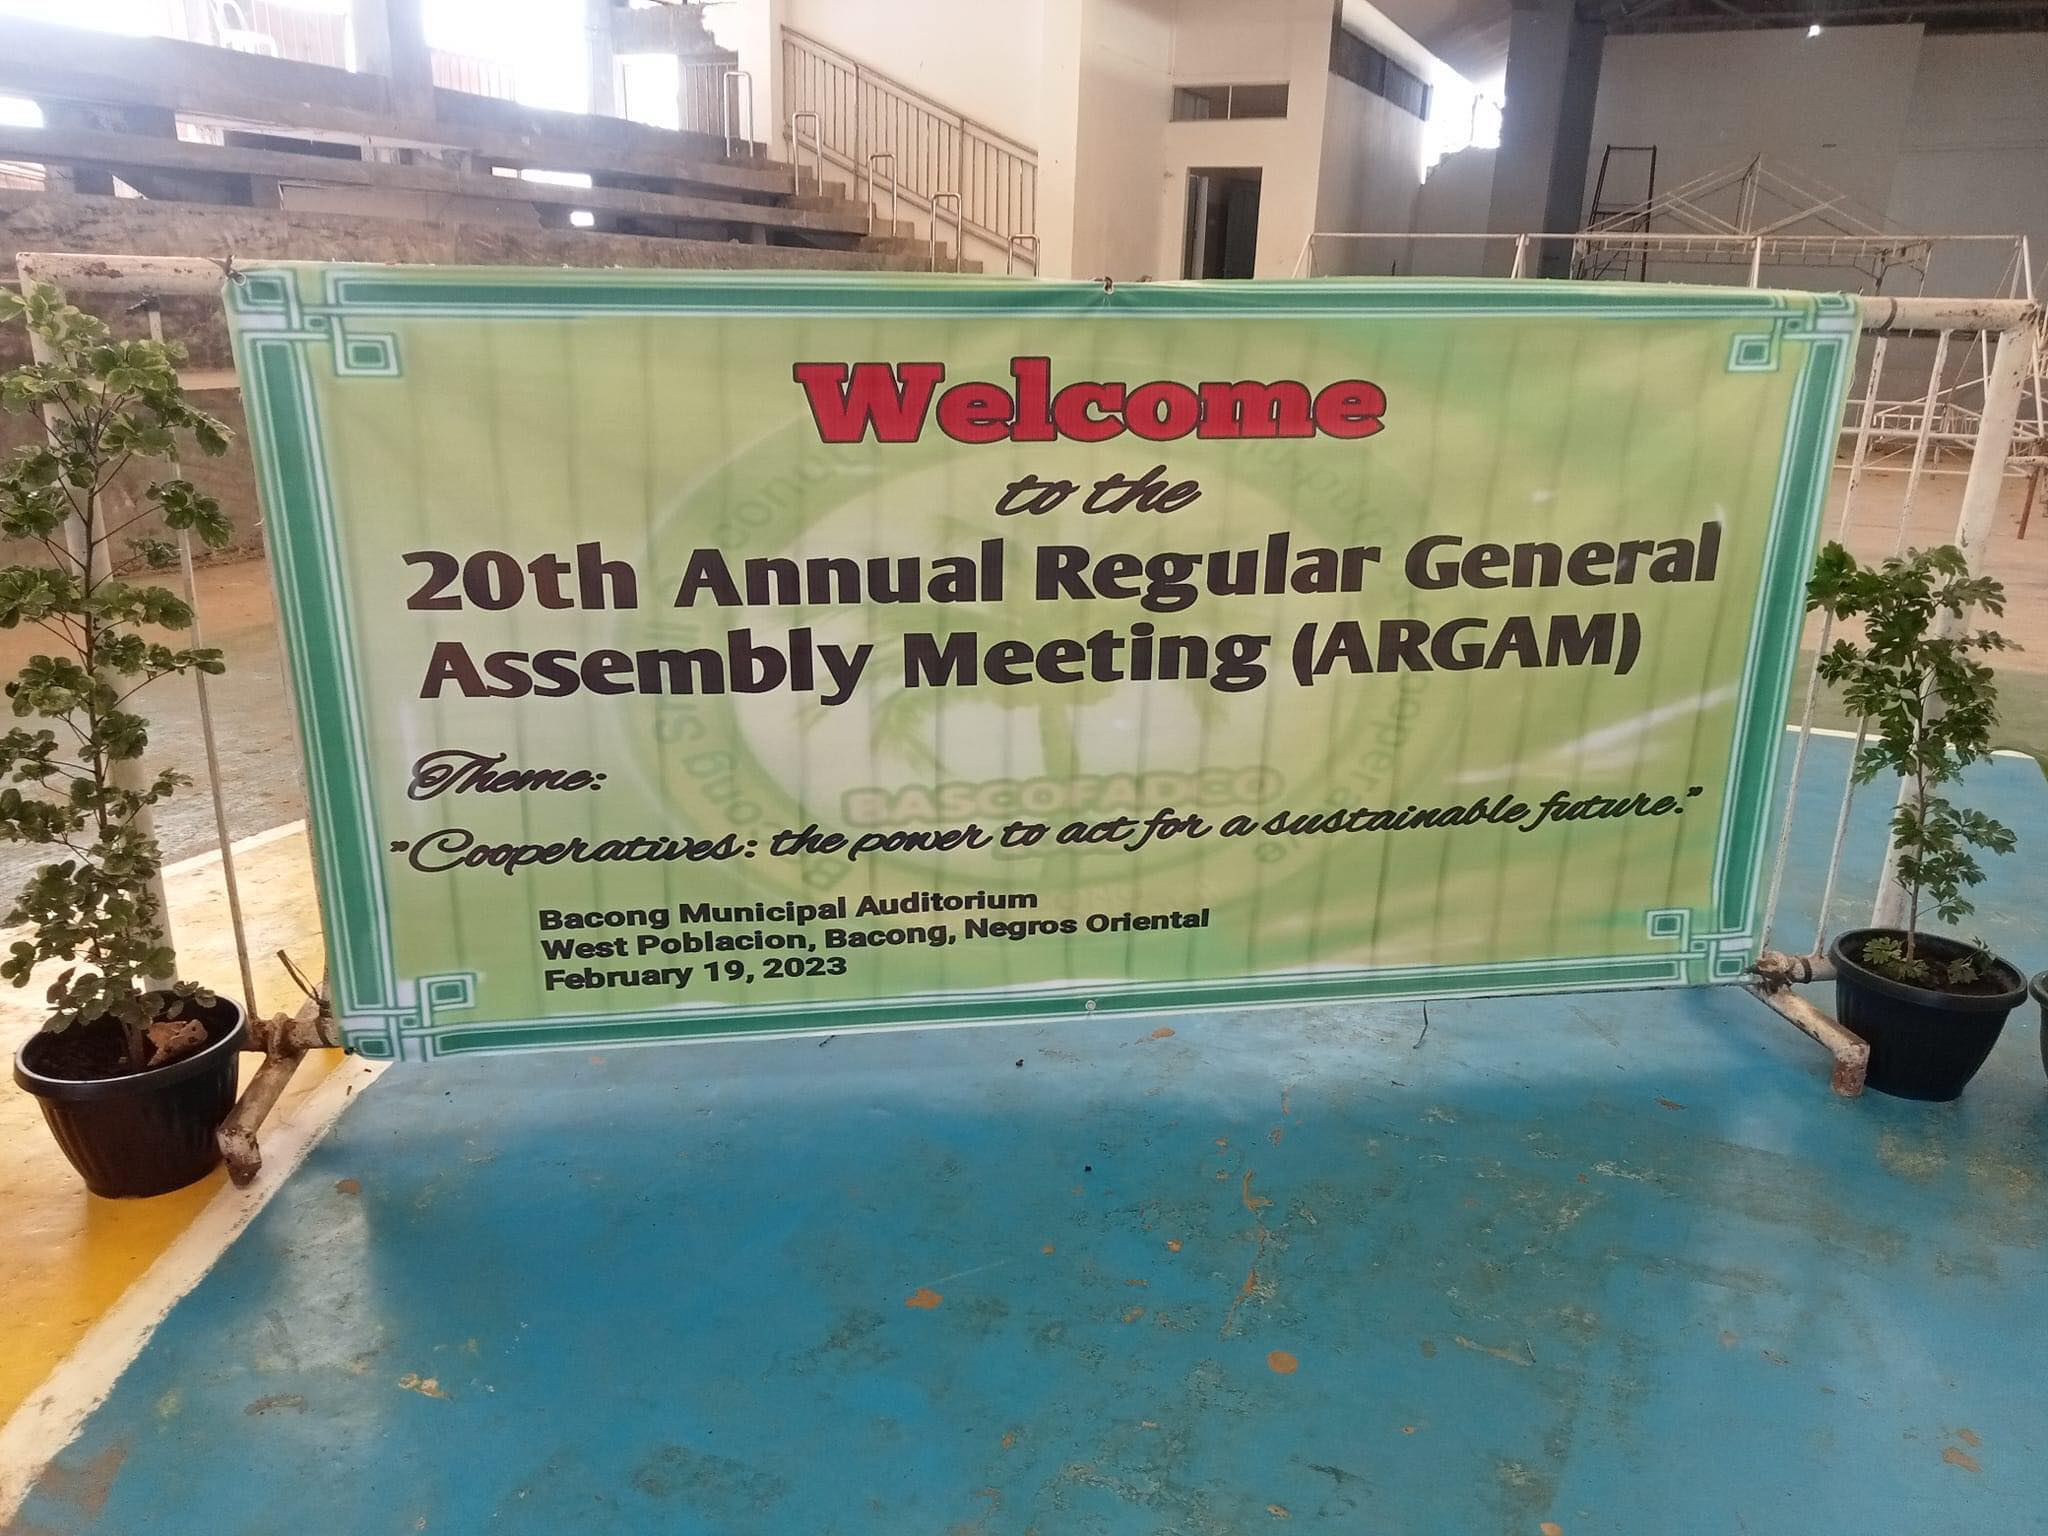 Welcome
to the
20th Annual Regular General
Assembly Meeting (ARGAM)
Theme:
"Cooperatives: the power to act for a sustainable future."
Bacong Municipal Auditorium
West Poblacion, Bacong, Negros Oriental
February 19, 2023
BASCOFADCO